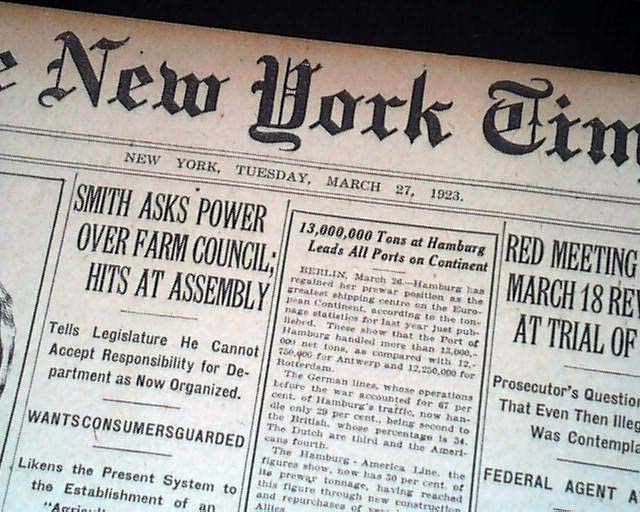 e New York Tim
NEW YORK, TUESDAY, MARCH 27, 1923.
SMITH ASKS POWER
OVER FARM COUNCIL;
HITS AT ASSEMBLY
Tells Legislature He Cannot
Accept Responsibility for De-
partment as Now Organized.
WANTS CONSUMERS GUARDED
Likens the Present System to
the Establishment of an
"Agricu
13,000,000 Tons at Hamburg
Leads All Ports on Continent
BERLIN, March 26.—Hamburg has
regained her prewar position as the
greatest shipping centre on the Euro-
pean Continent, according to the ton-
nage statistics for last year just pub-
lished. These show that the Port of
Hamburg handled more than 13,000,-
000 net tons, as compared with 12,-
750,000 for Antwerp and 12,250,000 for
Rotterdam.
The German lines, whose operations
before the war accounted for 67 per
cent. of Hamburg's traffic, now han-
dle only 29 per cent., being second to
the British, whose percentage is 34.
The Dutch are third and the Ameri-
cans fourth.
The Hamburg-America Line, the
figures show, now has 30 per cent. of
its prewar tonnage, having reached
this figure through new construction
and repurchases of
Allies
RED MEETING
MARCH 18 REV
AT TRIAL OF
Prosecutor's Question
That Even Then Illeg
Was Contempla
FEDERAL AGENT A